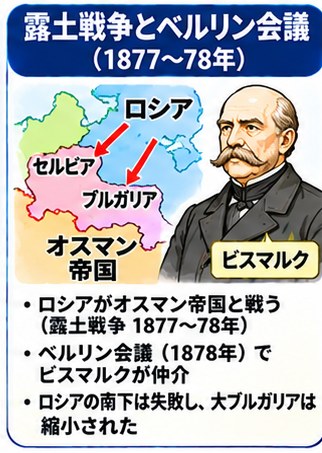 露土戦争とベルリン会議
(1877〜78年)
ロシア
セルビア
ブルガリア
オスマン
帝国
ビスマルク
・ロシアがオスマン帝国と戦う
(露土戦争 1877〜78年)
・ベルリン会議(1878年)で
ビスマルクが仲介
・ロシアの南下は失敗し、大ブルガリアは
縮小された